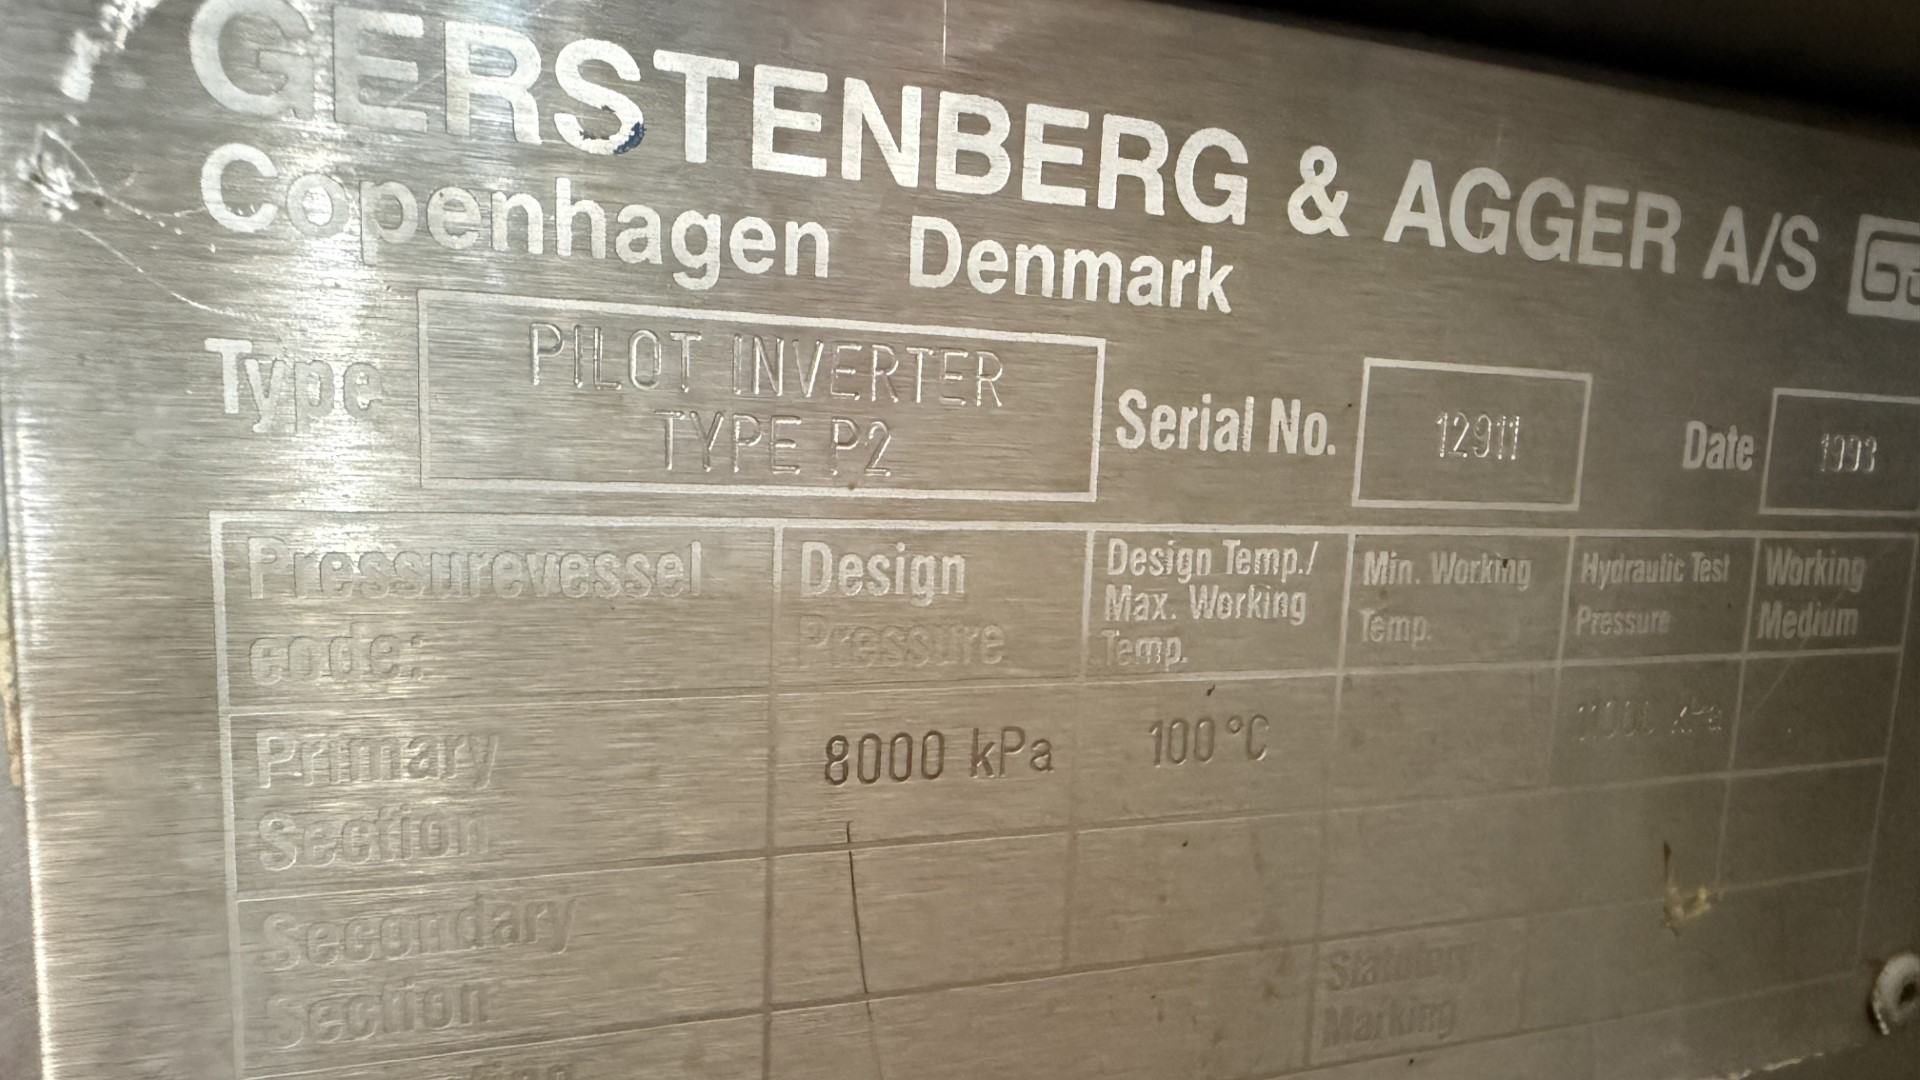 GERSTENBERG & AGGER A/S
Copenhagen Denmark
Type PILOT INVERTER TYPE P2 Serial No. 12911 Date 1993
Pressurevessel code: Design Pressure Design Temp./ Max. Working Temp. Min. Working Temp. Hydraulic Test Pressure Working Medium
Primary Section 8000 kPa 100°C kPa
Secondary Section
Statutory Marking